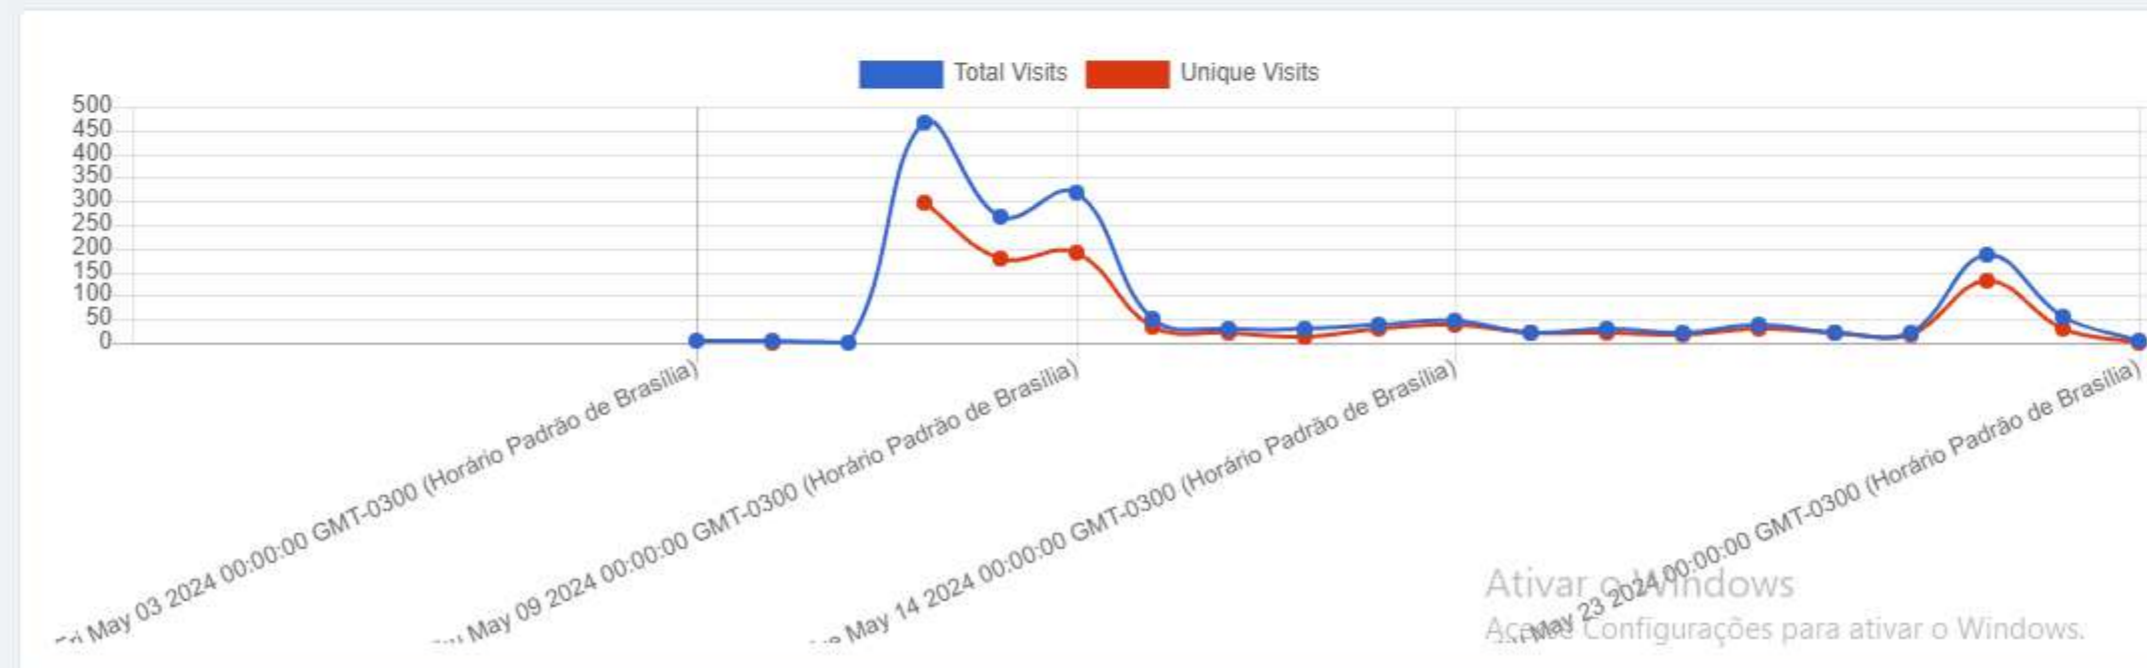 Total Visits Unique Visits
500
450
400
350
300
250
200
150
100
50
0
Fri May 03 2024 00:00:00 GMT-0300 (Horário Padrão de Brasília)
May 09 2024 00:00:00 GMT-0300 (Horário Padrão de Brasília)
May 14 2024 00:00:00 GMT-0300 (Horário Padrão de Brasília)
May 23 2024 00:00:00 GMT-0300 (Horário Padrão de Brasília)
Ativar o Windows
Acesse Configurações para ativar o Windows.